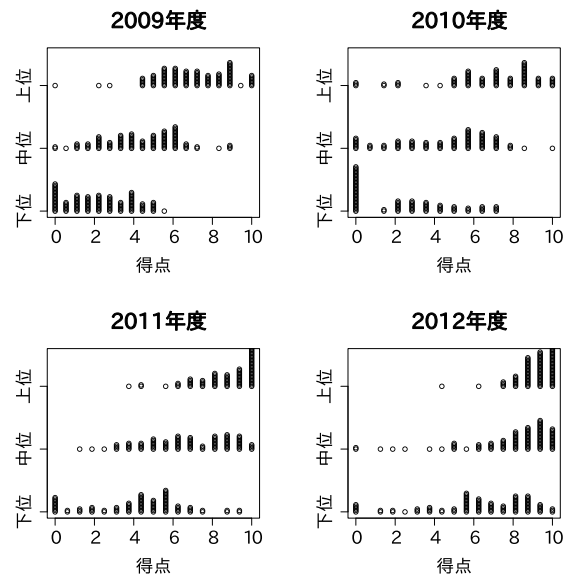 2009年度
上位
中位
下位
0 2 4 6 8 10
得点
2010年度
上位
中位
下位
0 2 4 6 8 10
得点
2011年度
上位
中位
下位
0 2 4 6 8 10
得点
2012年度
上位
中位
下位
0 2 4 6 8 10
得点